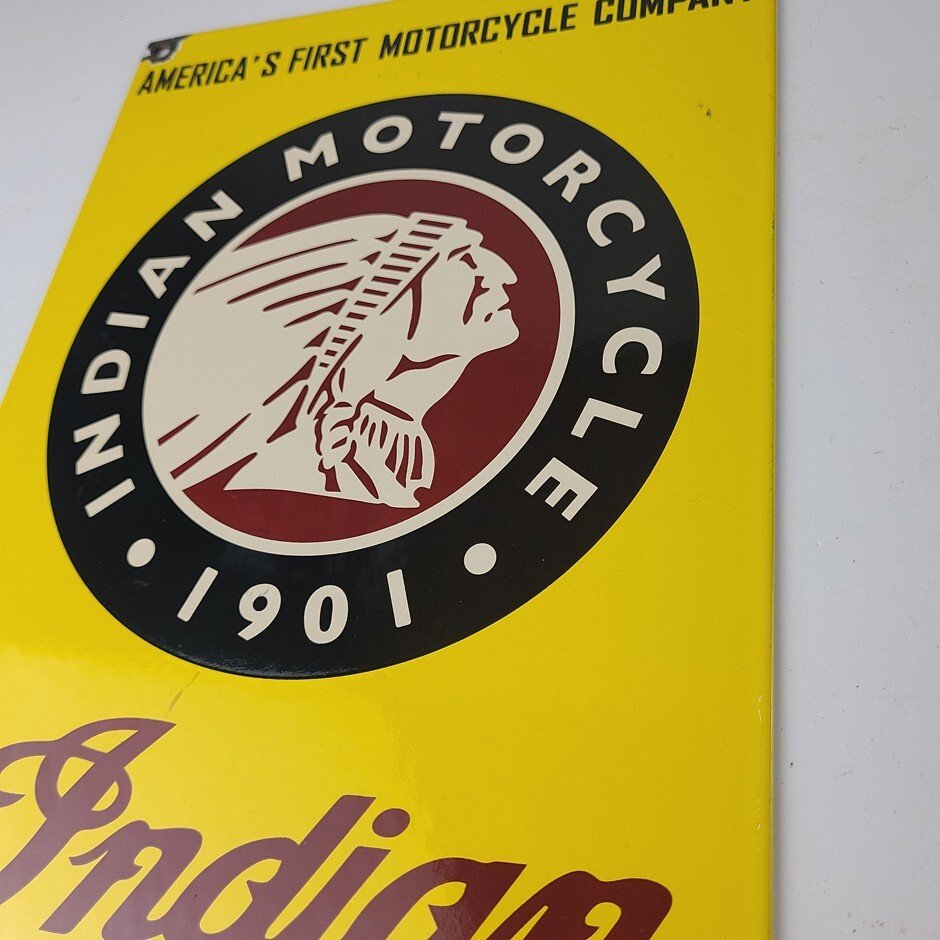 AMERICA'S FIRST MOTORCYCLE COMPANY
INDIAN MOTORCYCLE
• 1901 •
Indian